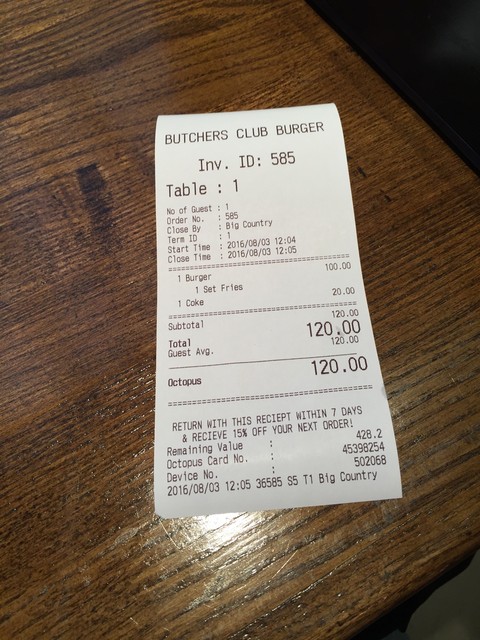 BUTCHERS CLUB BURGER
Inv. ID: 585
Table : 1
No of Guest : 1
Order No. : 585
Close By : Big Country
Term ID : 1
Start Time : 2016/08/03 12:04
Close Time : 2016/08/03 12:05
1 Burger 100.00
1 Set Fries
1 Coke 20.00
Subtotal 120.00
Total 120.00
Guest Avg. 120.00
Octopus 120.00
RETURN WITH THIS RECIEPT WITHIN 7 DAYS
& RECIEVE 15% OFF YOUR NEXT ORDER!
Remaining Value : 428.2
Octopus Card No. : 45398254
Device No. : 502068
2016/08/03 12:05 36585 S5 T1 Big Country